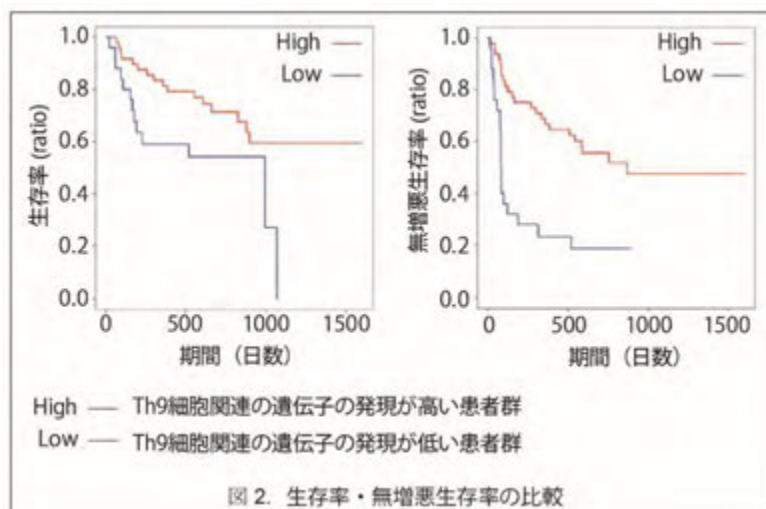 1.0
0.8
0.6
0.4
0.2
0.0
生存率 (ratio)
High
Low
0
500
1000
1500
期間（日数）
1.0
0.8
0.6
0.4
0.2
0.0
無増悪生存率 (ratio)
High
Low
0
500
1000
1500
期間（日数）
High — Th9細胞関連の遺伝子の発現が高い患者群
Low — Th9細胞関連の遺伝子の発現が低い患者群
図 2. 生存率・無増悪生存率の比較